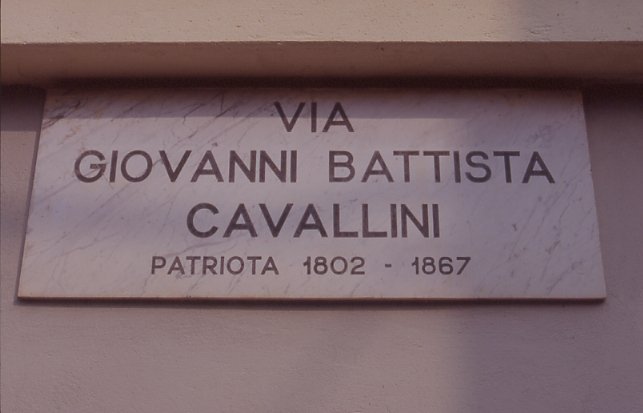 VIA
GIOVANNI BATTISTA
CAVALLINI
PATRIOTA 1802 - 1867